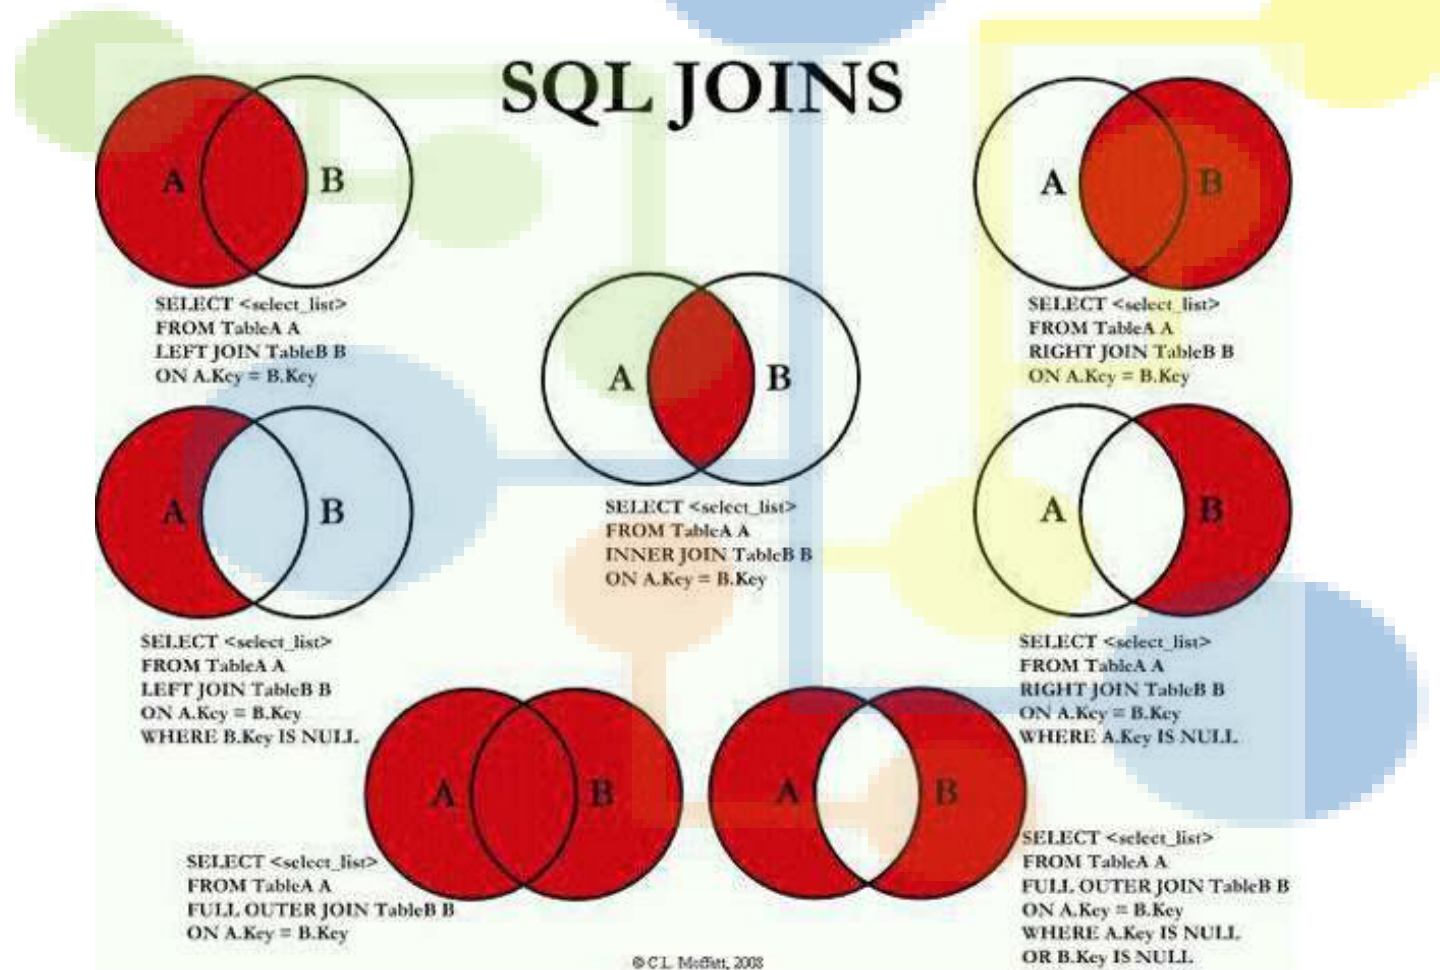 SQL JOINS
A B
SELECT <select_list>
FROM TableA A
LEFT JOIN TableB B
ON A.Key = B.Key
A B
SELECT <select_list>
FROM TableA A
RIGHT JOIN TableB B
ON A.Key = B.Key
A B
SELECT <select_list>
FROM TableA A
INNER JOIN TableB B
ON A.Key = B.Key
A B
SELECT <select_list>
FROM TableA A
LEFT JOIN TableB B
ON A.Key = B.Key
WHERE B.Key IS NULL
A B
SELECT <select_list>
FROM TableA A
RIGHT JOIN TableB B
ON A.Key = B.Key
WHERE A.Key IS NULL
A B
SELECT <select_list>
FROM TableA A
FULL OUTER JOIN TableB B
ON A.Key = B.Key
A B
SELECT <select_list>
FROM TableA A
FULL OUTER JOIN TableB B
ON A.Key = B.Key
WHERE A.Key IS NULL
OR B.Key IS NULL
© C.L. Moffatt, 2008